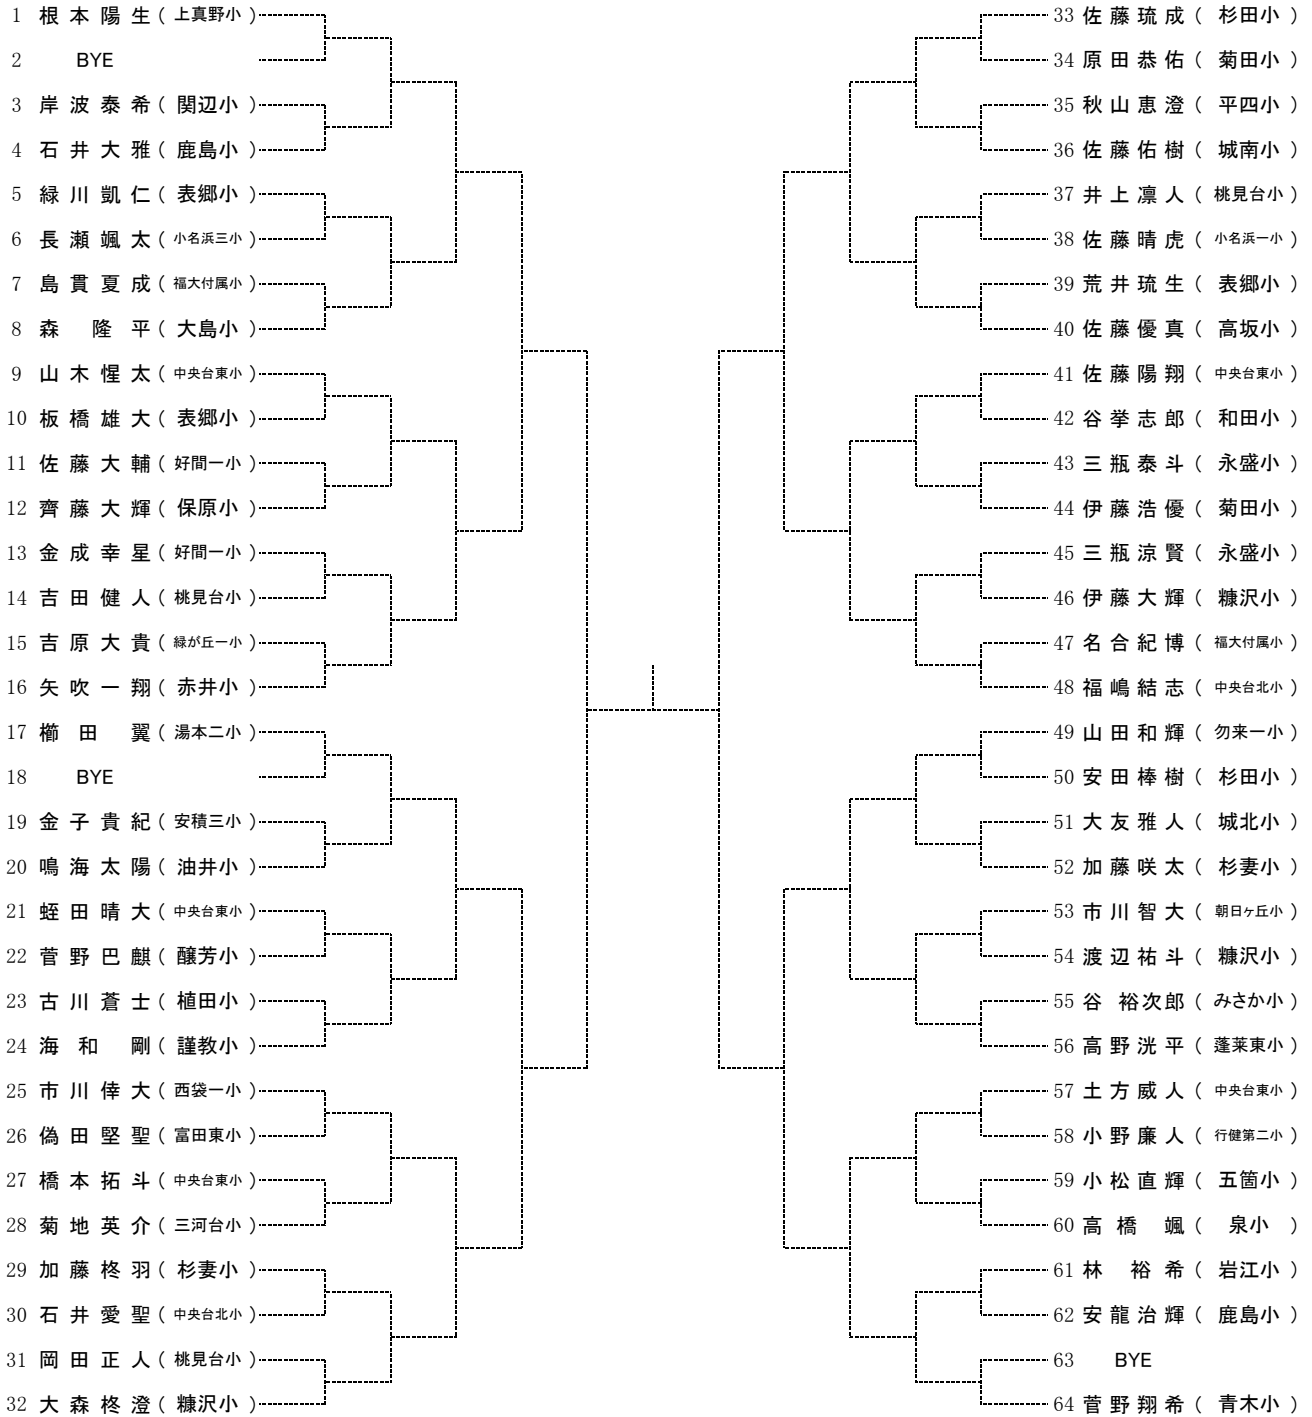 1 根本陽生 (上真野小)
2 BYE
3 岸波泰希 (関辺小)
4 石井大雅 (鹿島小)
5 緑川凱仁 (表郷小)
6 長瀬颯太 (小名浜三小)
7 島貫夏成 (福大付属小)
8 森隆平 (大島小)
9 山木惺太 (中央台東小)
10 板橋雄大 (表郷小)
11 佐藤大輔 (好間一小)
12 齊藤大輝 (保原小)
13 金成幸星 (好間一小)
14 吉田健人 (桃見台小)
15 吉原大貴 (緑が丘一小)
16 矢吹一翔 (赤井小)
17 櫛田翼 (湯本二小)
18 BYE
19 金子貴紀 (安積三小)
20 鳴海太陽 (油井小)
21 蛭田晴大 (中央台東小)
22 菅野巴麒 (醸芳小)
23 古川蒼士 (植田小)
24 海和剛 (謹教小)
25 市川倖大 (西袋一小)
26 偽田堅聖 (富田東小)
27 橋本拓斗 (中央台東小)
28 菊地英介 (三河台小)
29 加藤柊羽 (杉妻小)
30 石井愛聖 (中央台北小)
31 岡田正人 (桃見台小)
32 大森柊澄 (糠沢小)
33 佐藤琉成 (杉田小)
34 原田恭佑 (菊田小)
35 秋山恵澄 (平四小)
36 佐藤佑樹 (城南小)
37 井上凛人 (桃見台小)
38 佐藤晴虎 (小名浜一小)
39 荒井琉生 (表郷小)
40 佐藤優真 (高坂小)
41 佐藤陽翔 (中央台東小)
42 谷挙志郎 (和田小)
43 三瓶泰斗 (永盛小)
44 伊藤浩優 (菊田小)
45 三瓶涼賢 (永盛小)
46 伊藤大輝 (糠沢小)
47 名合紀博 (福大付属小)
48 福嶋結志 (中央台北小)
49 山田和輝 (勿来一小)
50 安田棒樹 (杉田小)
51 大友雅人 (城北小)
52 加藤咲太 (杉妻小)
53 市川智大 (朝日ヶ丘小)
54 渡辺祐斗 (糠沢小)
55 谷裕次郎 (みさか小)
56 高野洸平 (蓬莱東小)
57 土方威人 (中央台東小)
58 小野廉人 (行健第二小)
59 小松直輝 (五箇小)
60 高橋颯 (泉小)
61 林裕希 (岩江小)
62 安龍治輝 (鹿島小)
63 BYE
64 菅野翔希 (青木小)